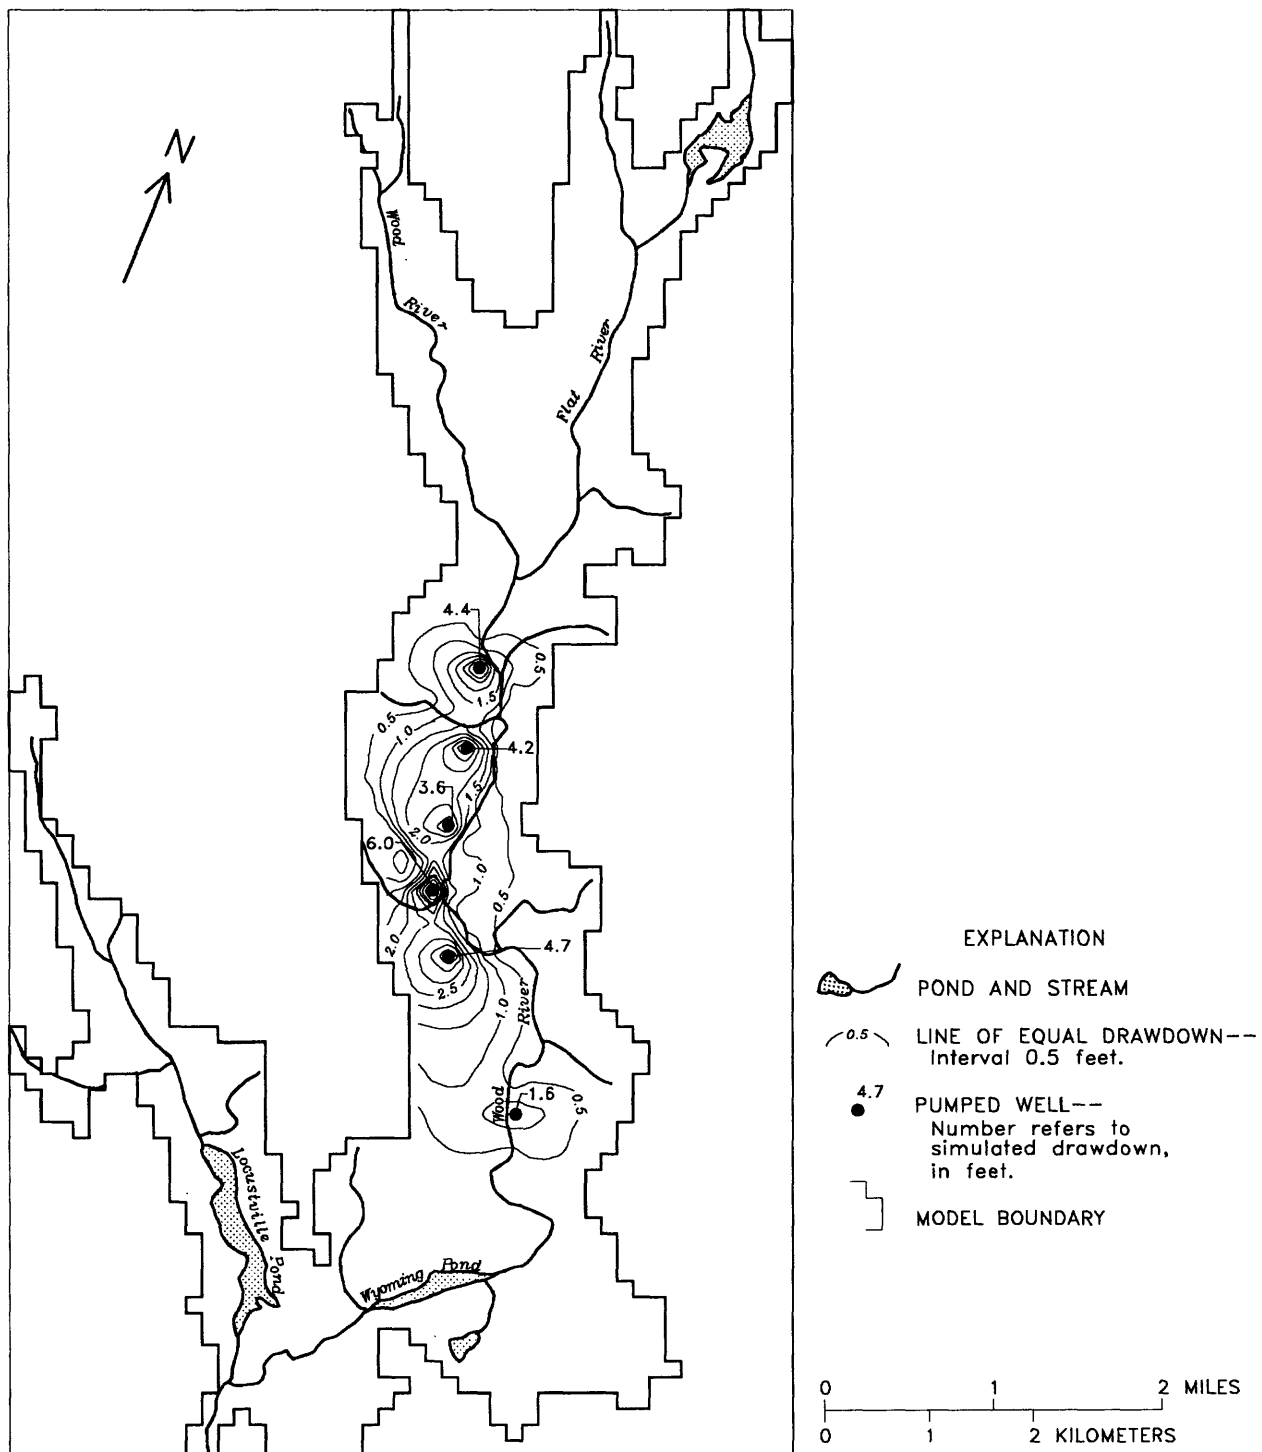 N
Wood
River
River
Flat
4.4
0.5
1.5
0.5
1.0
4.2
3.6
1.5
2.0
6.0
1.0
0.5
2.0
4.7
2.5
1.0
River
Wood
1.6
0.5
Locustville
Pond
Wyoming Pond
EXPLANATION
POND AND STREAM
0.5
LINE OF EQUAL DRAWDOWN--
Interval 0.5 feet.
4.7
PUMPED WELL--
Number refers to
simulated drawdown,
in feet.
MODEL BOUNDARY
0 1 2 MILES
0 1 2 KILOMETERS